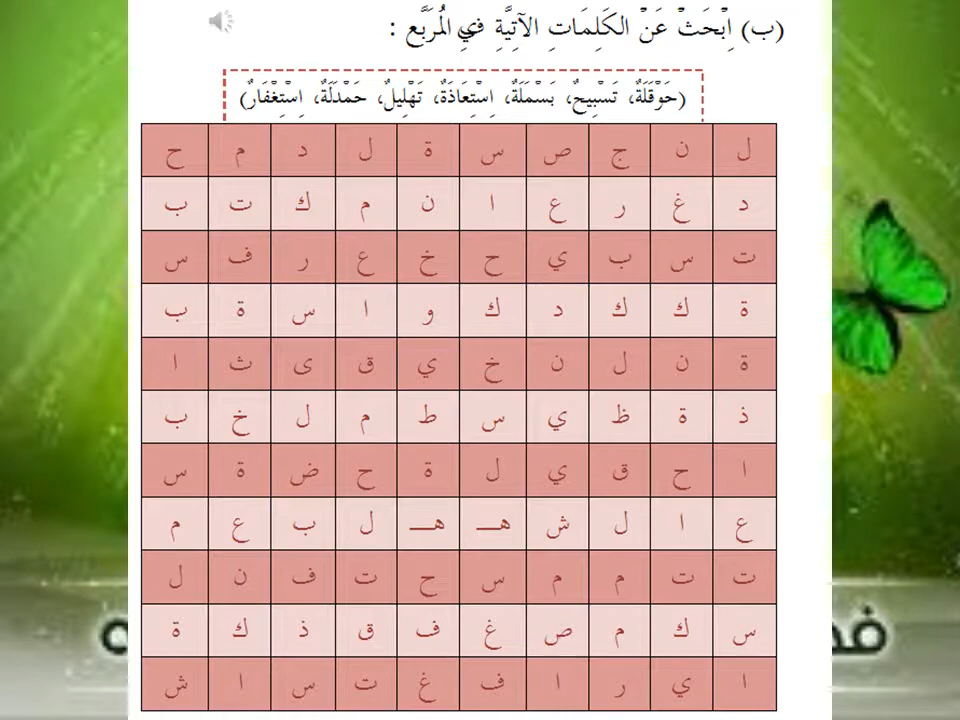 (ب) اِبْحَثْ عَنْ الكَلِمَاتِ الآتِيَّةِ فِي المُرَبَّع :
(حَوْقَلَةٌ، تَسْبِيحٌ، بَسْمَلَةٌ، اِسْتِعَاذَةٌ، تَهْلِيلٌ، حَمْدَلَةٌ، اِسْتِغْفَارٌ)
ل ن ج ص س ة ل د م ح
د غ ر ع ا ن م ك ت ب
ت س ب ي ح خ ع ر ف س
ة ك ك د ك و ا س ة ب
ة ن ل ن خ ي ق ى ث ا
ذ ة ظ ي س ط م ل خ ب
ا ح ق ي ل ة ح ض ة س
ع ا ل ش هـ هـ ل ب ع م
ت ت م م س ح ت ف ن ل
س ك م ص غ ف ق ذ ك ة
ا ي ر ا ف غ ت س ا ش